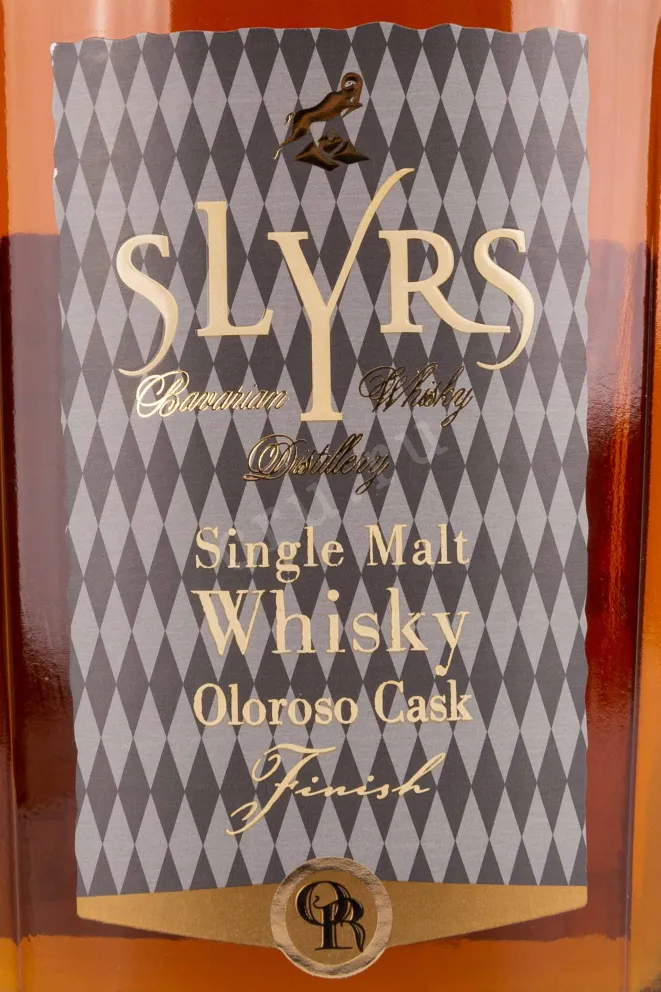 SLYRS
Bavarian Whisky
Distillery
Single Malt
Whisky
Oloroso Cask
Finish
OR